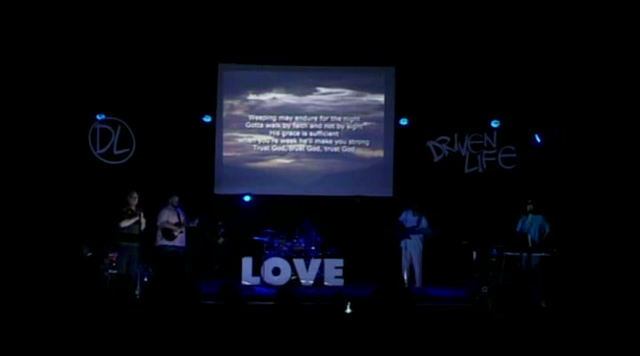 DL
Weeping may endure for the night
Gotta walk by faith and not by sight
His grace is sufficient
when you're weak he'll make you strong
Trust God, trust God, trust God
DRIVEN
LIFE
LOVE